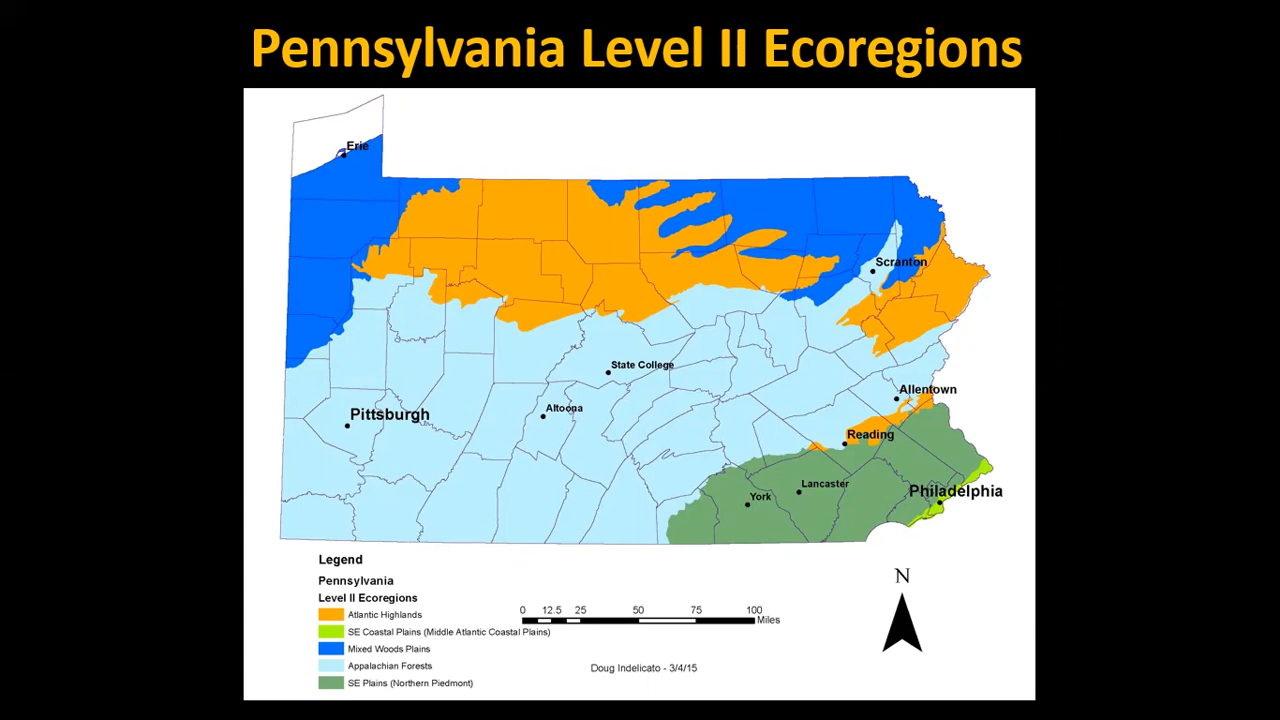 Pennsylvania Level II Ecoregions
Erie
Scranton
State College
Allentown
Altoona
Pittsburgh
Reading
Lancaster
Philadelphia
York
Legend
Pennsylvania
Level II Ecoregions
Atlantic Highlands
SE Coastal Plains (Middle Atlantic Coastal Plains)
Mixed Woods Plains
Appalachian Forests
SE Plains (Northern Piedmont)
0 12.5 25 50 75 100
Miles
N
Doug Indelicato - 3/4/15